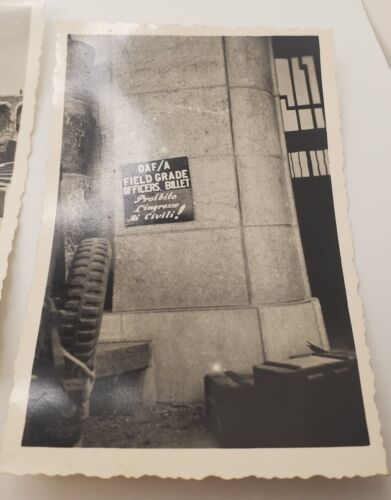 OAF/A
FIELD GRADE
OFFICERS, BILLET
Proibito
L'ingresso
Ai Civili!